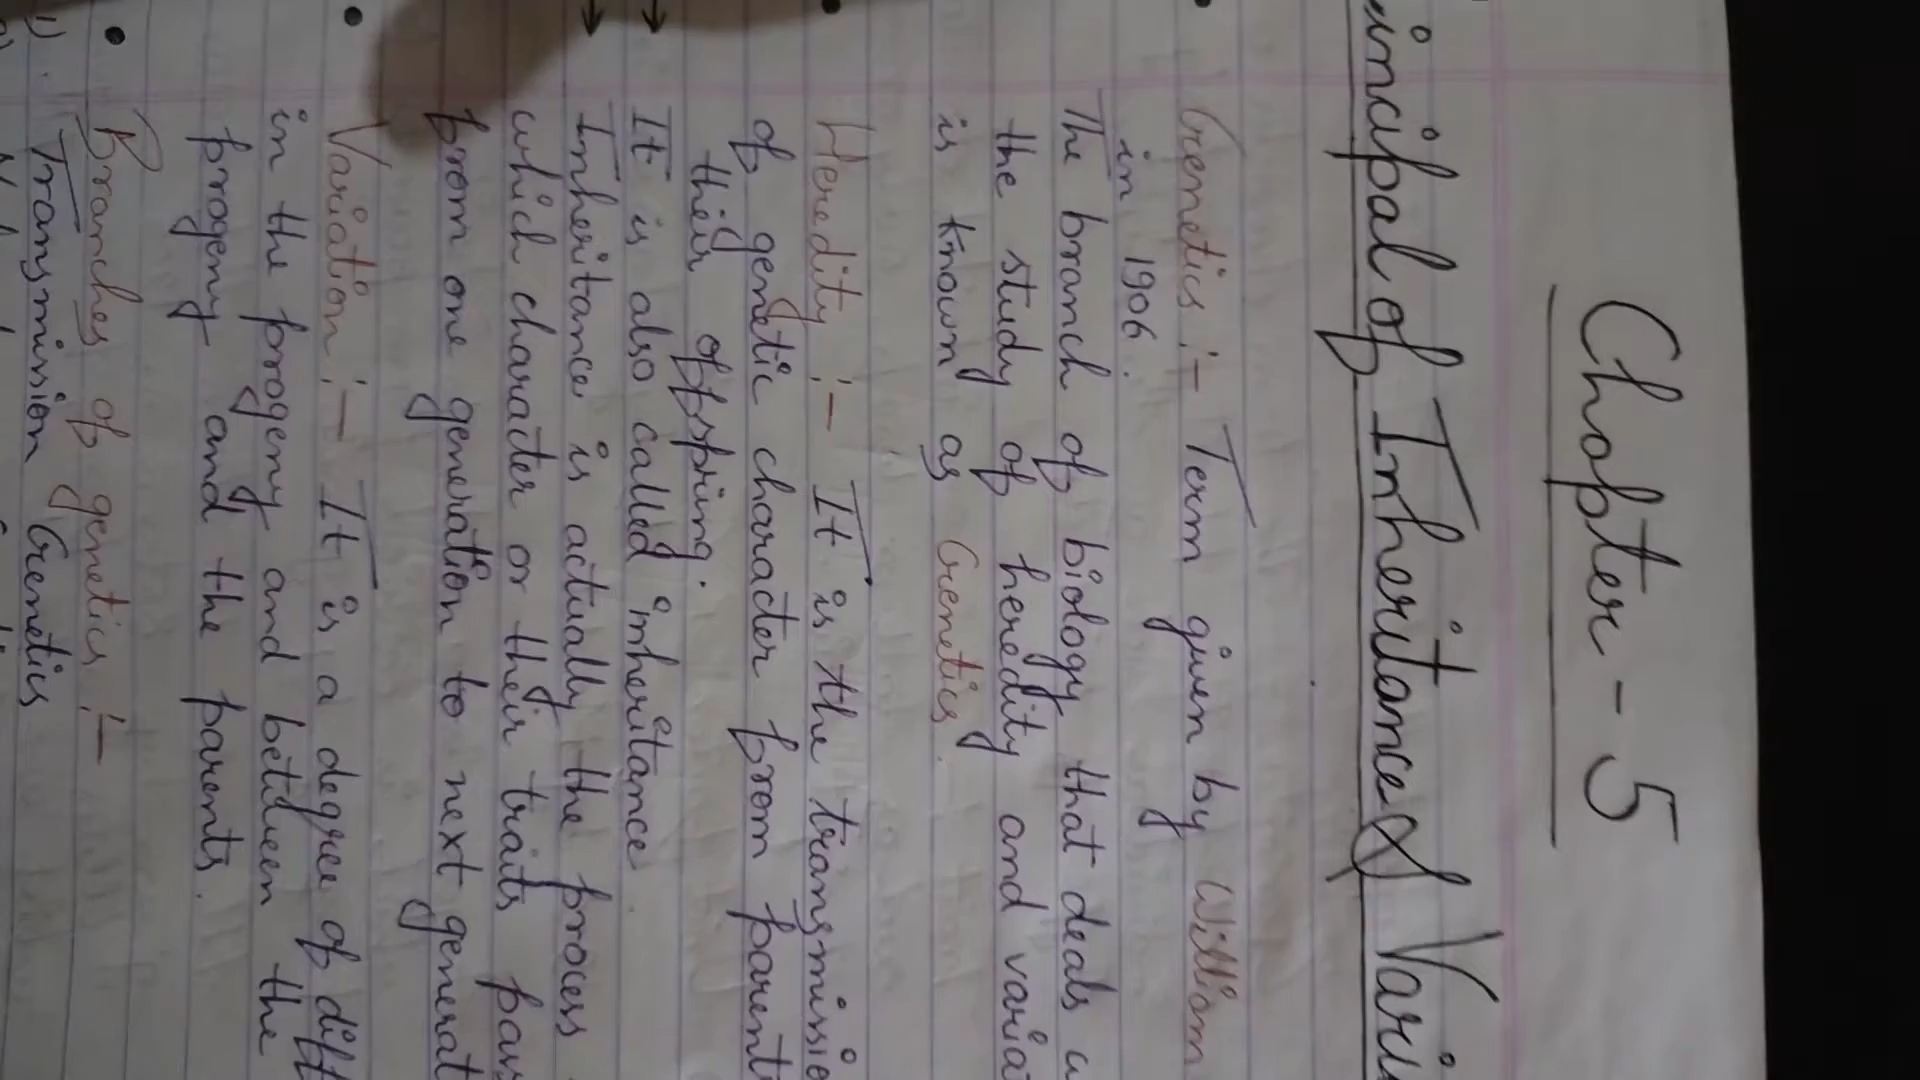 Chapter - 5
incipal of Inheritance & Vari
Genetics :- Term given by William
in 1906.
The branch of biology that deals
the study of heredity and varia
is known as Genetics.
Heredity :- It is the transmissio
of genetic character from parent
their offspring.
It is also called inheritance.
Inheritance is actually the process
which character or their traits pass
from one generation to next generat
Variation :- It is a degree of diff
in the progeny and between the
progeny and the parents.
Branches of genetics :-
1). Transmission Genetics